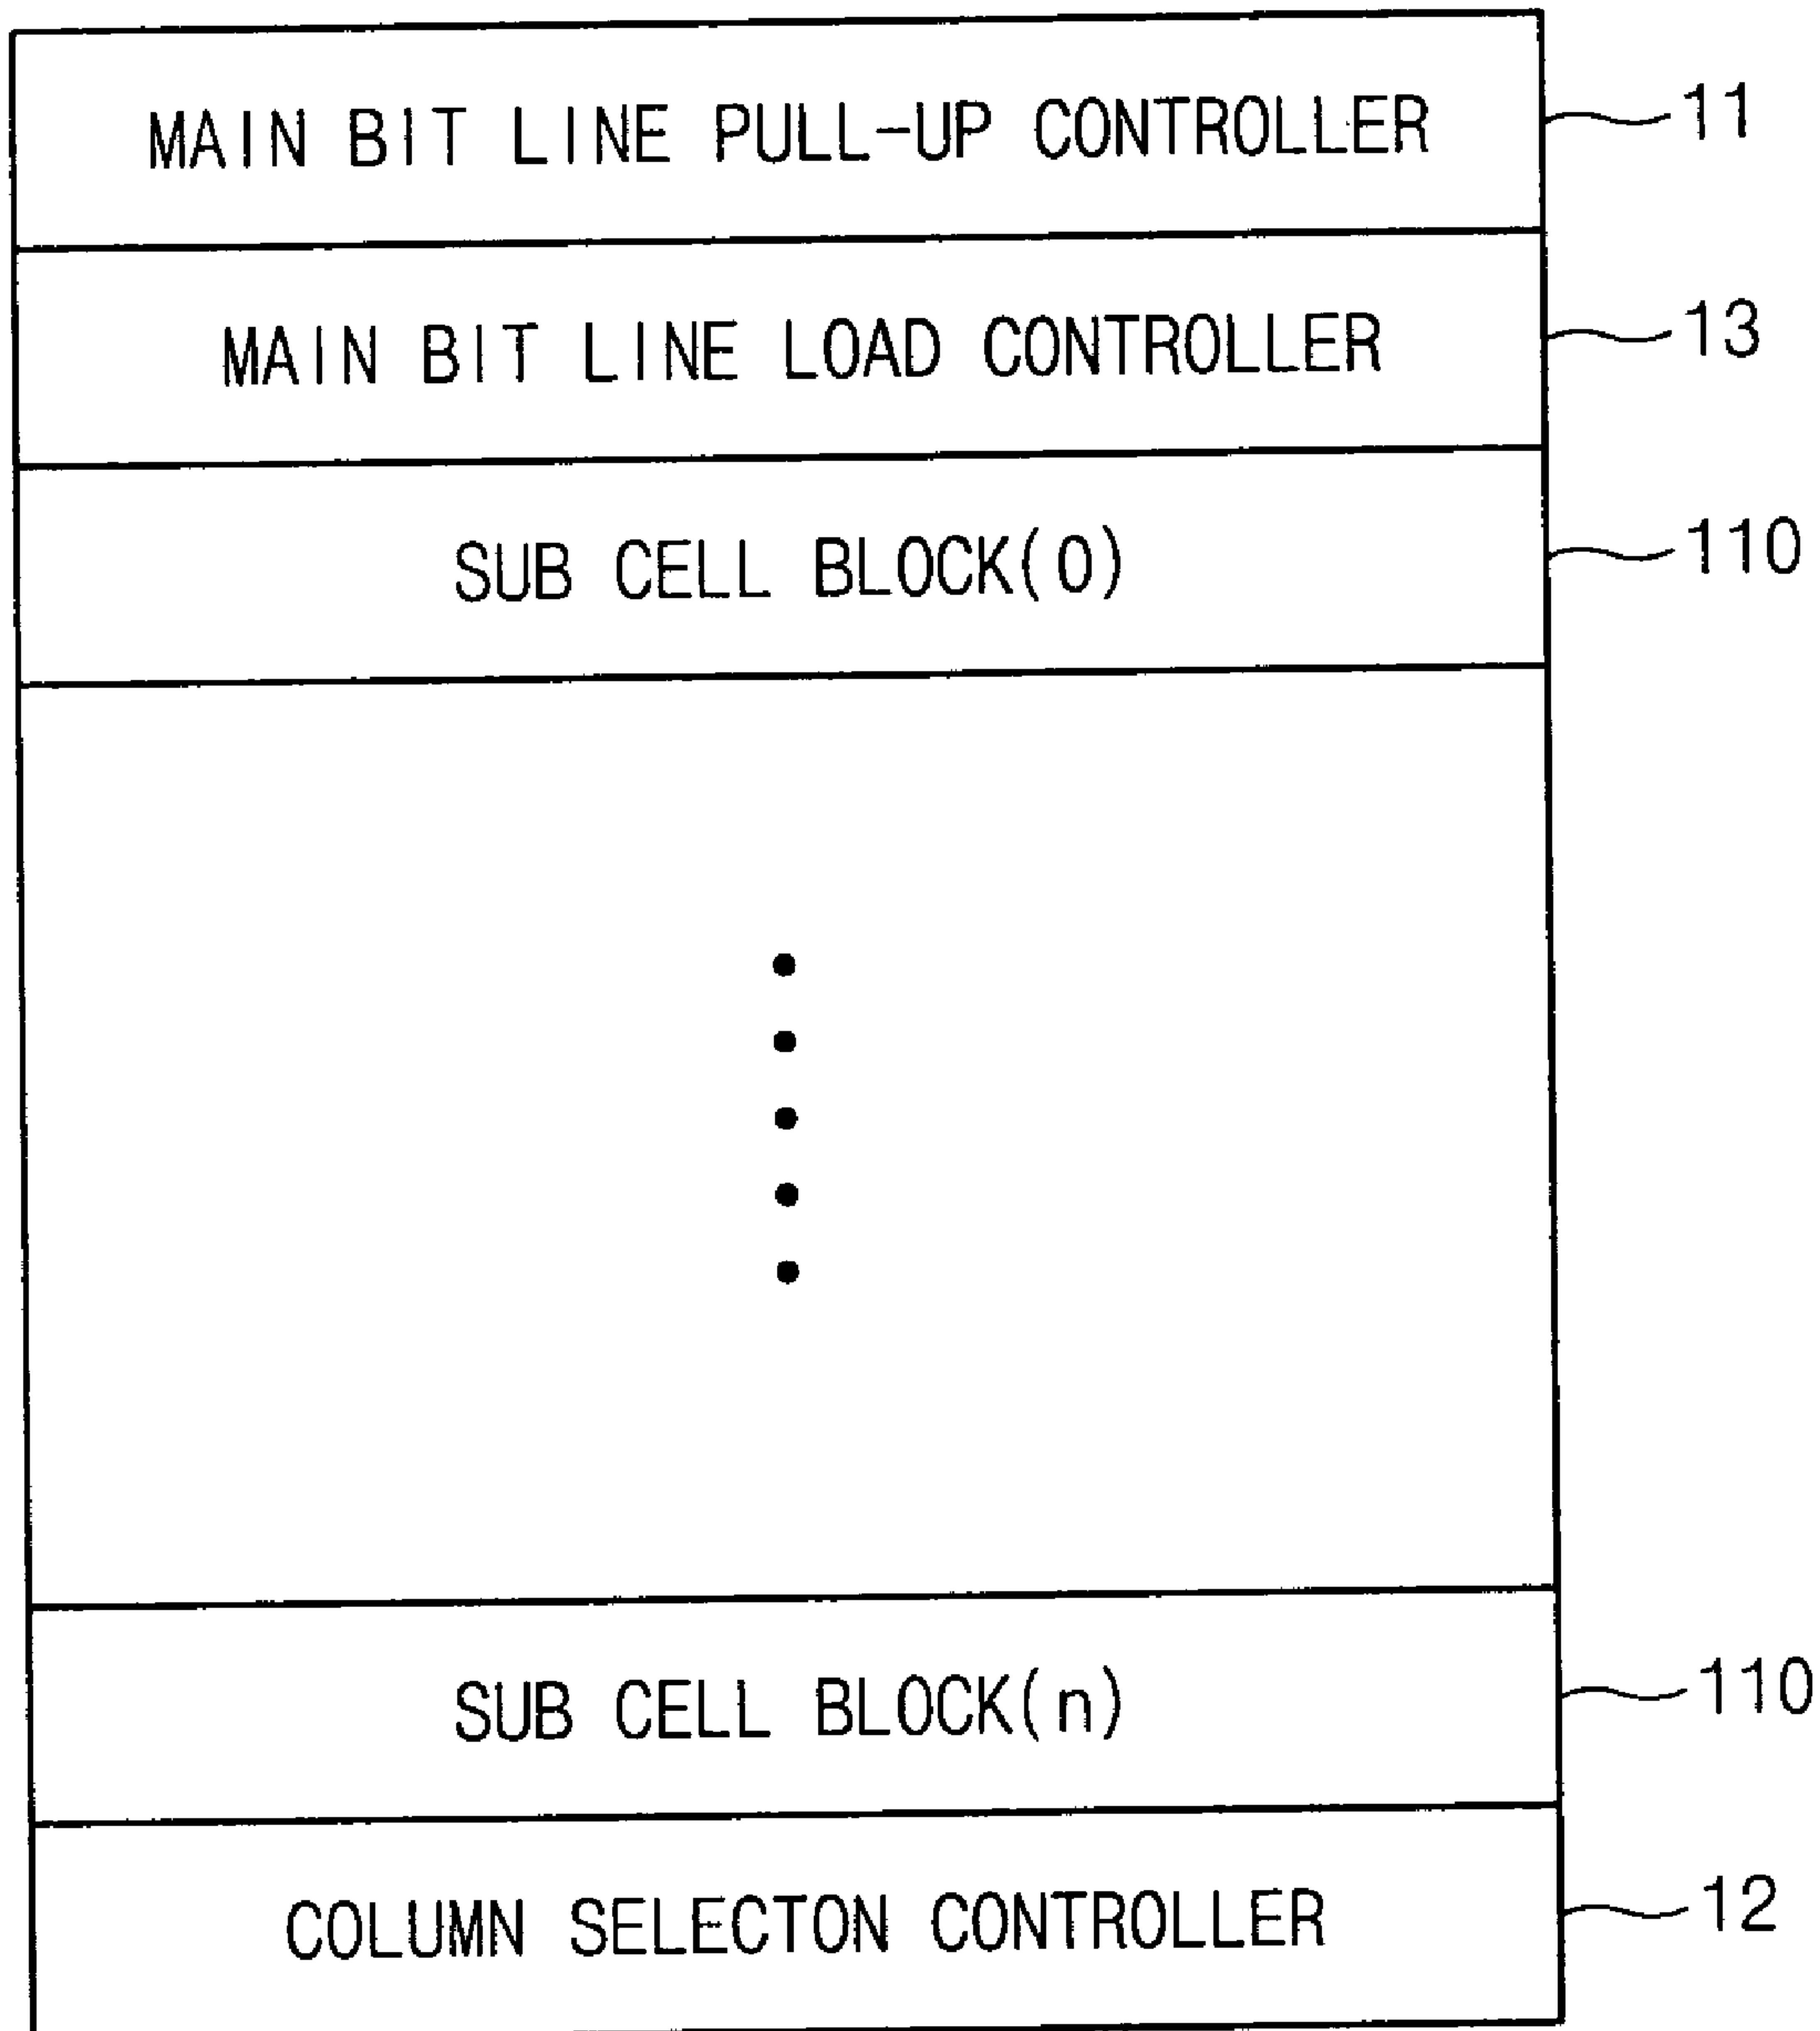 MAIN BIT LINE PULL-UP CONTROLLER 11
MAIN BIT LINE LOAD CONTROLLER 13
SUB CELL BLOCK(0) 110
SUB CELL BLOCK(n) 110
COLUMN SELECTON CONTROLLER 12